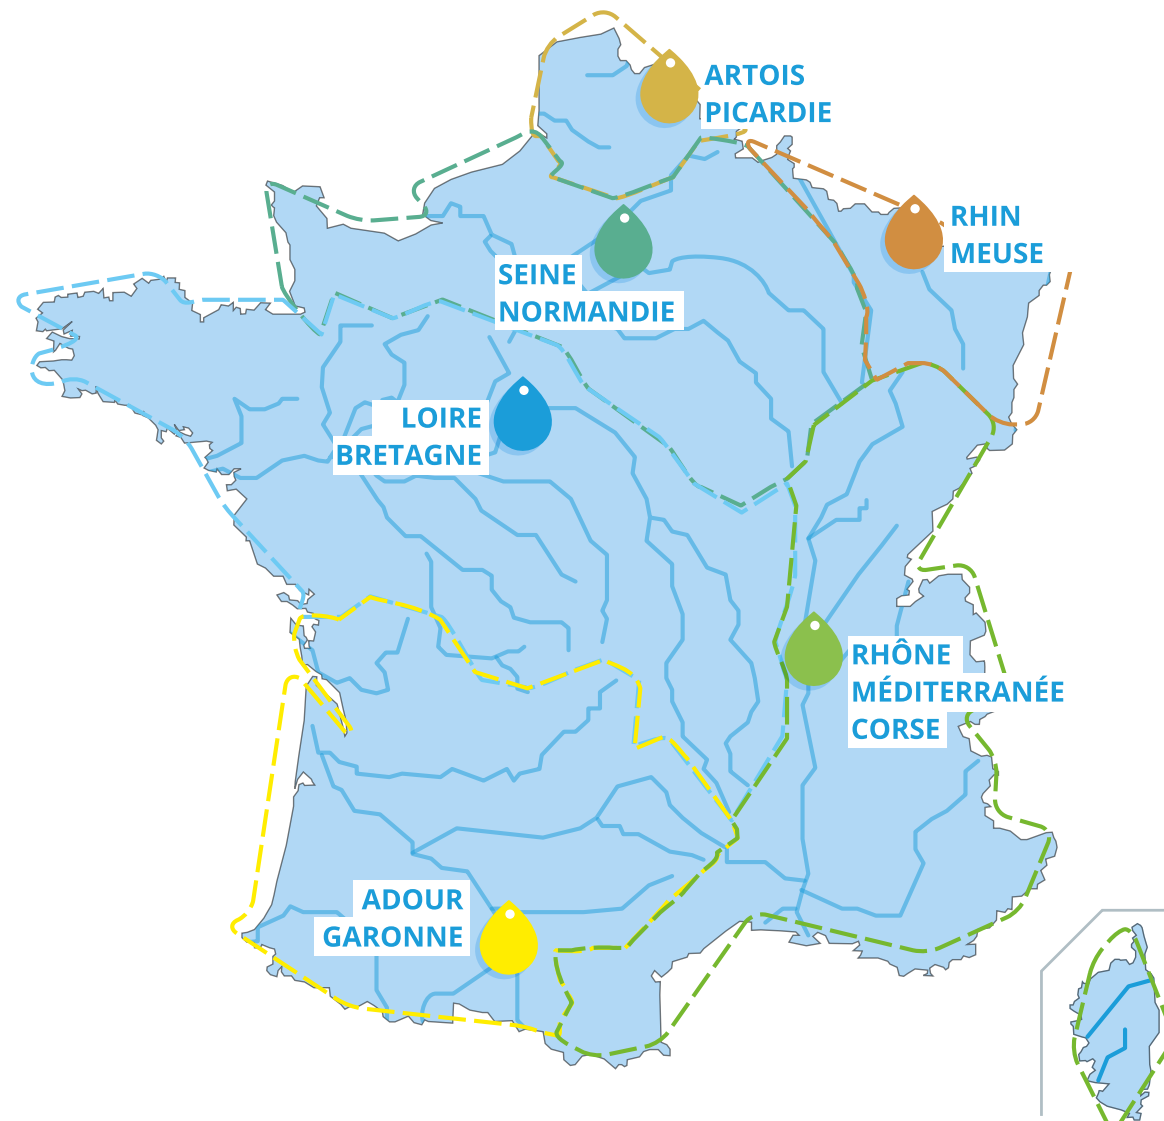 ARTOIS
PICARDIE
RHIN
MEUSE
SEINE
NORMANDIE
LOIRE
BRETAGNE
RHÔNE
MÉDITERRANÉE
CORSE
ADOUR
GARONNE